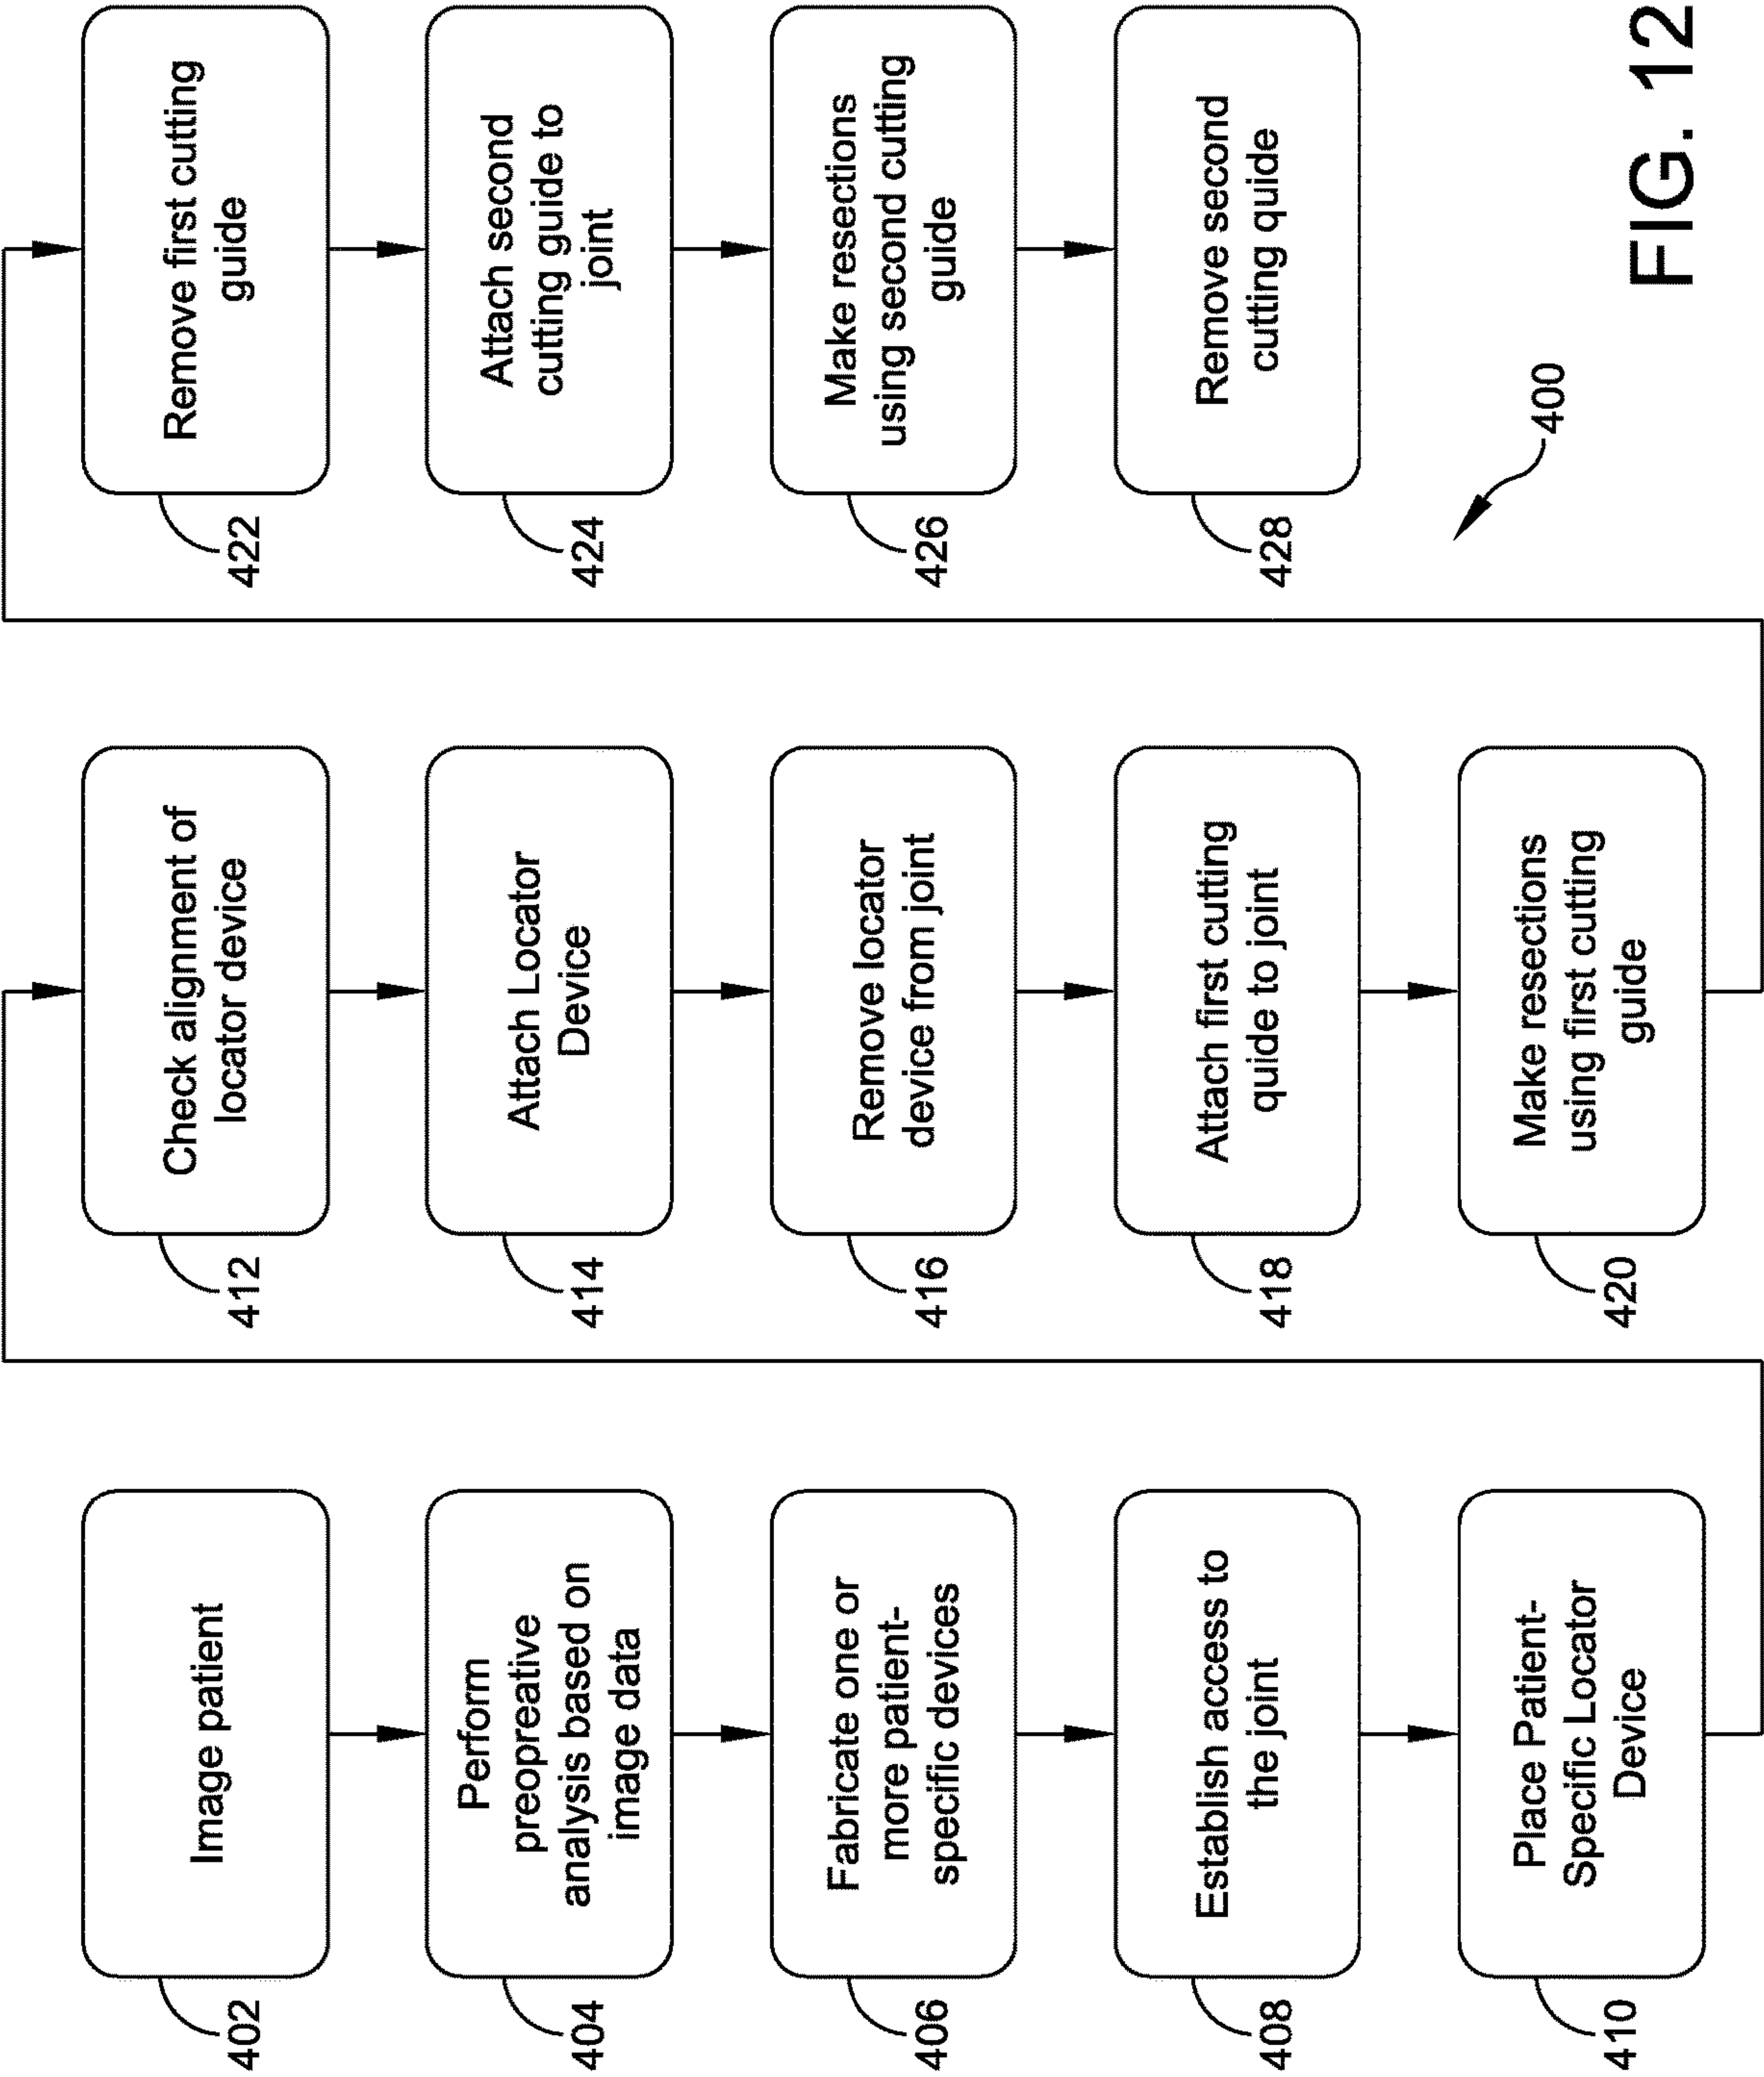 402
Image patient
404
Perform
preopreative
analysis based on
image data
406
Fabricate one or
more patient-
specific devices
408
Establish access to
the joint
410
Place Patient-
Specific Locator
Device
412
Check alignment of
locator device
414
Attach Locator
Device
416
Remove locator
device from joint
418
Attach first cutting
quide to joint
420
Make resections
using first cutting
guide
422
Remove first cutting
guide
424
Attach second
cutting guide to
joint
426
Make resections
using second cutting
guide
428
Remove second
cutting quide
400
FIG. 12